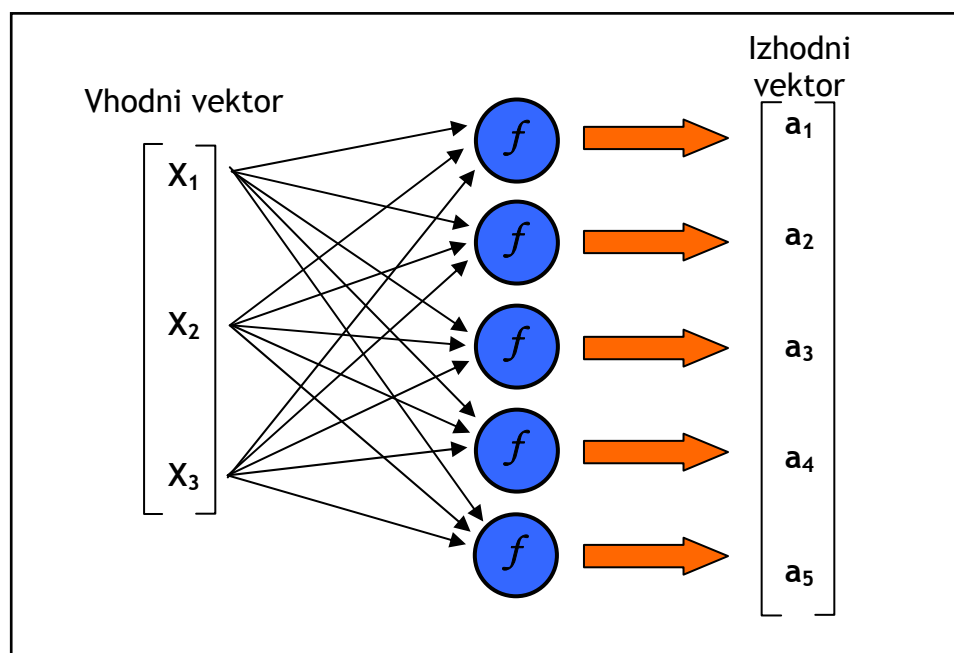 Vhodni vektor
X₁
X₂
X₃
f
f
f
f
f
Izhodni
vektor
a₁
a₂
a₃
a₄
a₅